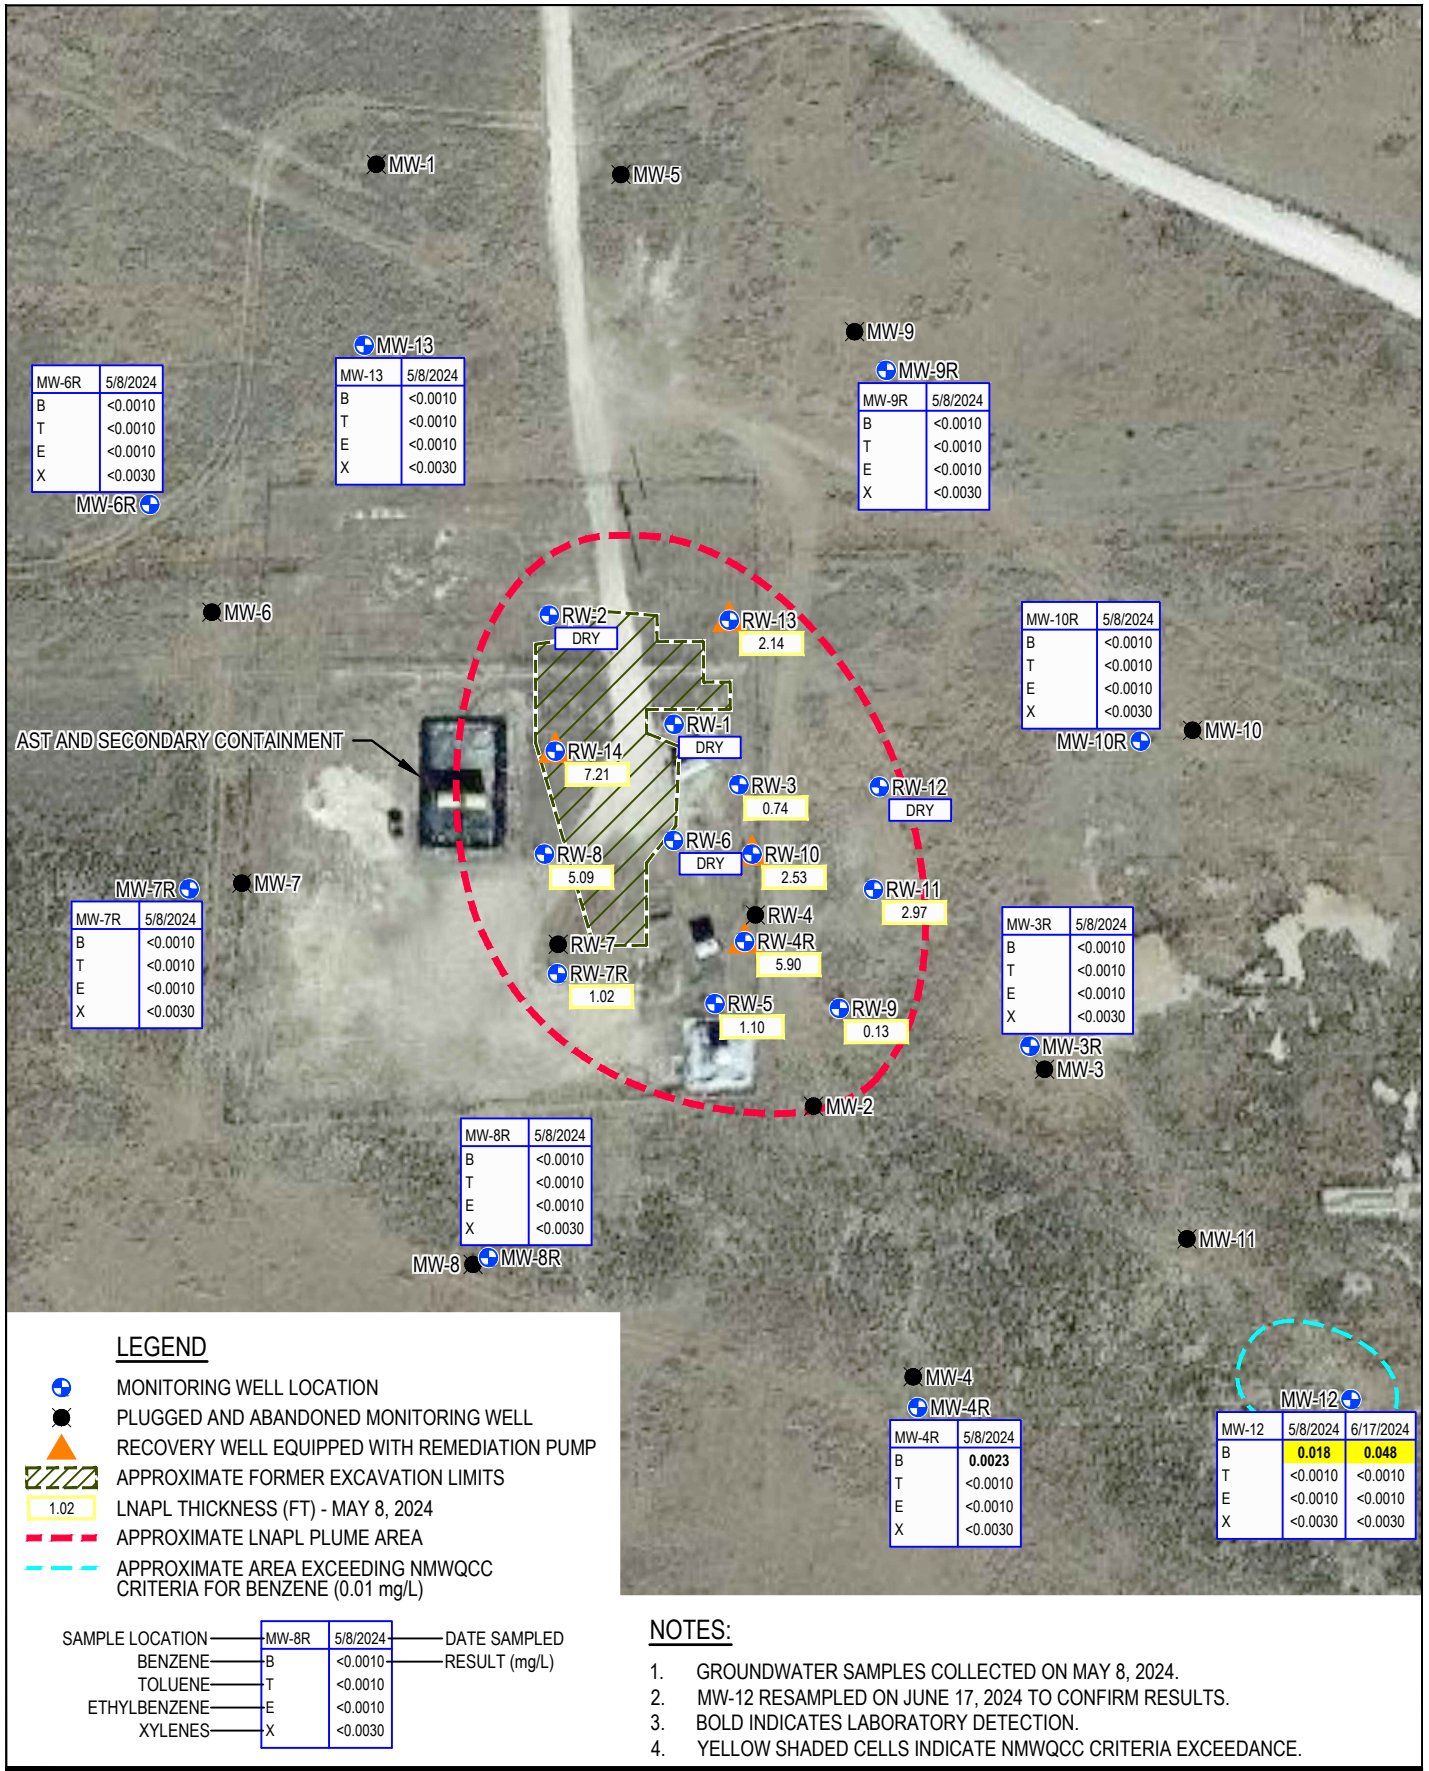 MW-1
MW-5
MW-9
MW-13
MW-13 5/8/2024
B <0.0010
T <0.0010
E <0.0010
X <0.0030
MW-6R 5/8/2024
B <0.0010
T <0.0010
E <0.0010
X <0.0030
MW-6R
MW-9R
MW-9R 5/8/2024
B <0.0010
T <0.0010
E <0.0010
X <0.0030
MW-6
RW-2
DRY
RW-13
2.14
MW-10R 5/8/2024
B <0.0010
T <0.0010
E <0.0010
X <0.0030
MW-10R
MW-10
AST AND SECONDARY CONTAINMENT
RW-1
DRY
RW-14
7.21
RW-3
0.74
RW-12
DRY
RW-6
DRY
RW-8
5.09
RW-10
2.53
MW-7R
MW-7
MW-7R 5/8/2024
B <0.0010
T <0.0010
E <0.0010
X <0.0030
RW-11
2.97
RW-4
RW-4R
5.90
RW-7
RW-7R
1.02
RW-5
1.10
RW-9
0.13
MW-3R 5/8/2024
B <0.0010
T <0.0010
E <0.0010
X <0.0030
MW-3R
MW-3
MW-2
MW-8R 5/8/2024
B <0.0010
T <0.0010
E <0.0010
X <0.0030
MW-8
MW-8R
MW-11
MW-4
MW-4R
MW-4R 5/8/2024
B 0.0023
T <0.0010
E <0.0010
X <0.0030
MW-12
MW-12 5/8/2024 6/17/2024
B 0.018 0.048
T <0.0010 <0.0010
E <0.0010 <0.0010
X <0.0030 <0.0030
LEGEND
MONITORING WELL LOCATION
PLUGGED AND ABANDONED MONITORING WELL
RECOVERY WELL EQUIPPED WITH REMEDIATION PUMP
APPROXIMATE FORMER EXCAVATION LIMITS
1.02 LNAPL THICKNESS (FT) - MAY 8, 2024
APPROXIMATE LNAPL PLUME AREA
APPROXIMATE AREA EXCEEDING NMWQCC
CRITERIA FOR BENZENE (0.01 mg/L)
SAMPLE LOCATION MW-8R 5/8/2024 DATE SAMPLED
BENZENE B <0.0010 RESULT (mg/L)
TOLUENE T <0.0010
ETHYLBENZENE E <0.0010
XYLENES X <0.0030
NOTES:
1. GROUNDWATER SAMPLES COLLECTED ON MAY 8, 2024.
2. MW-12 RESAMPLED ON JUNE 17, 2024 TO CONFIRM RESULTS.
3. BOLD INDICATES LABORATORY DETECTION.
4. YELLOW SHADED CELLS INDICATE NMWQCC CRITERIA EXCEEDANCE.